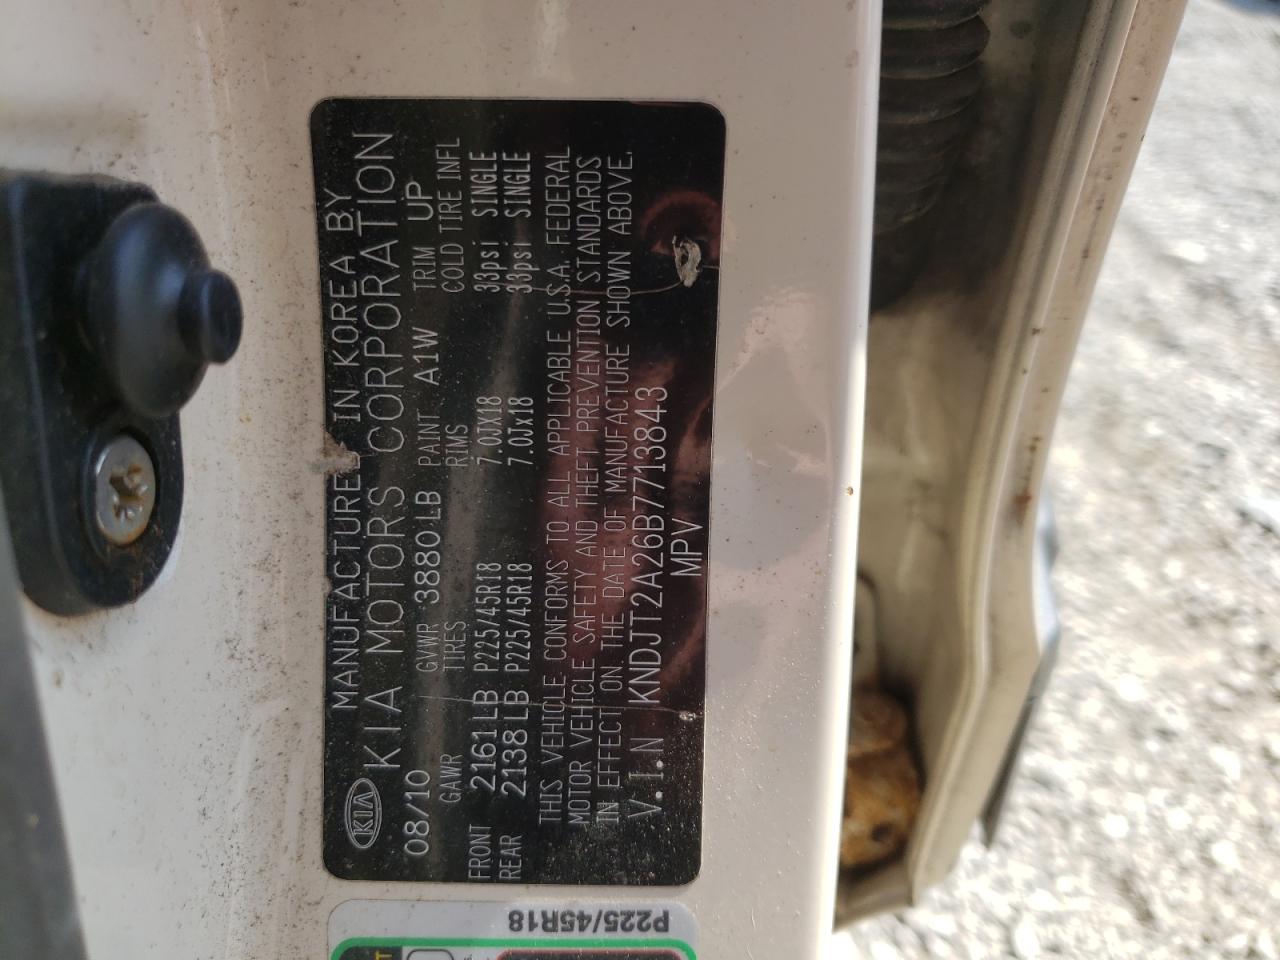 MANUFACTURED IN KOREA BY
KIA KIA MOTORS CORPORATION
08/10 GVWR 3880LB PAINT A1W TRIM UP
GAWR TIRES RIMS COLD TIRE INFL
FRONT 2161LB P225/45R18 7.0JX18 33psi SINGLE
REAR 2138LB P225/45R18 7.0Jx18 33psi SINGLE
THIS VEHICLE CONFORMS TO ALL APPLICABLE U.S.A. FEDERAL
MOTOR VEHICLE SAFETY AND THEFT PREVENTION STANDARDS
IN EFFECT ON THE DATE OF MANUFACTURE SHOWN ABOVE.
V.I.N KNDJT2A26B7713843
MPV
P225/45R18